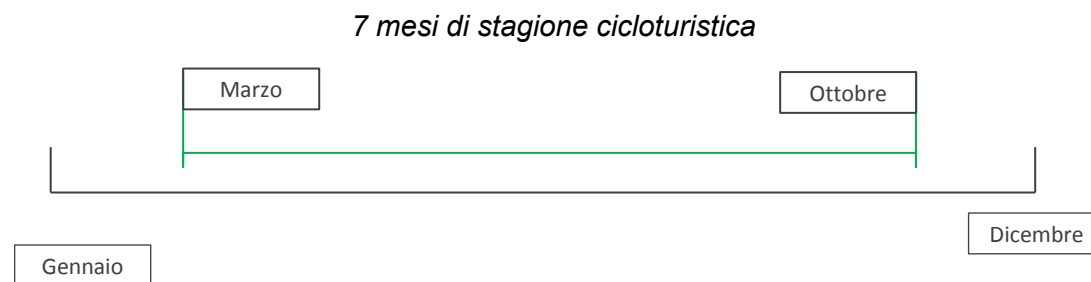 7 mesi di stagione cicloturistica
Marzo
Ottobre
Dicembre
Gennaio